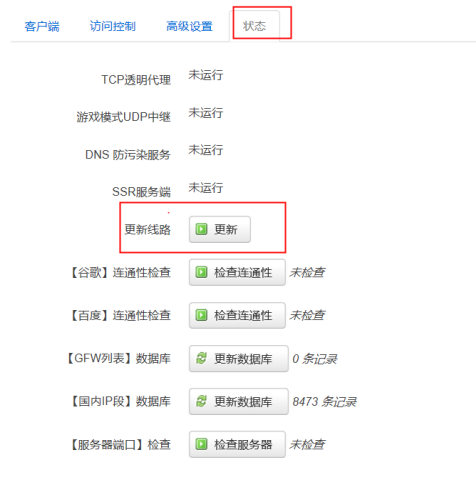 客户端 访问控制 高级设置 状态
TCP透明代理 未运行
游戏模式UDP中继 未运行
DNS 防污染服务 未运行
SSR服务端 未运行
更新线路 更新
【谷歌】连通性检查 检查连通性 未检查
【百度】连通性检查 检查连通性 未检查
【GFW列表】数据库 更新数据库 0 条记录
【国内IP段】数据库 更新数据库 8473 条记录
【服务器端口】检查 检查服务器 未检查